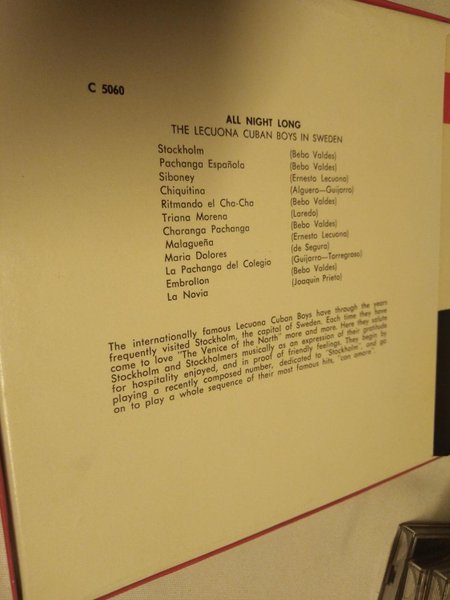 C 5060
ALL NIGHT LONG
THE LECUONA CUBAN BOYS IN SWEDEN
Stockholm (Bebo Valdes)
Pachanga Española (Bebo Valdes)
Siboney (Ernesto Lecuona)
Chiquitina (Alguero—Guijarro)
Ritmando el Cha-Cha (Bebo Valdes)
Triana Morena (Laredo)
Charanga Pachanga (Bebo Valdes)
Malagueña (Ernesto Lecuona)
Maria Dolores (de Segura)
La Pachanga del Colegio (Guijarro—Torregrosa)
Embrollon (Bebo Valdes)
La Novia (Joaquin Prieto)
The internationally famous Lecuona Cuban Boys have through the years
frequently visited Stockholm, the capitol of Sweden. Each time they have
come to love "The Venice of the North" more and more. Here they salute
Stockholm and Stockholmers musically as an expression of their gratitude
for hospitality enjoyed, and in proof of friendly feelings. They begin by
playing a recently composed number, dedicated to "Stockholm", and go
on to play a whole sequence of their most famous hits, "con amore".